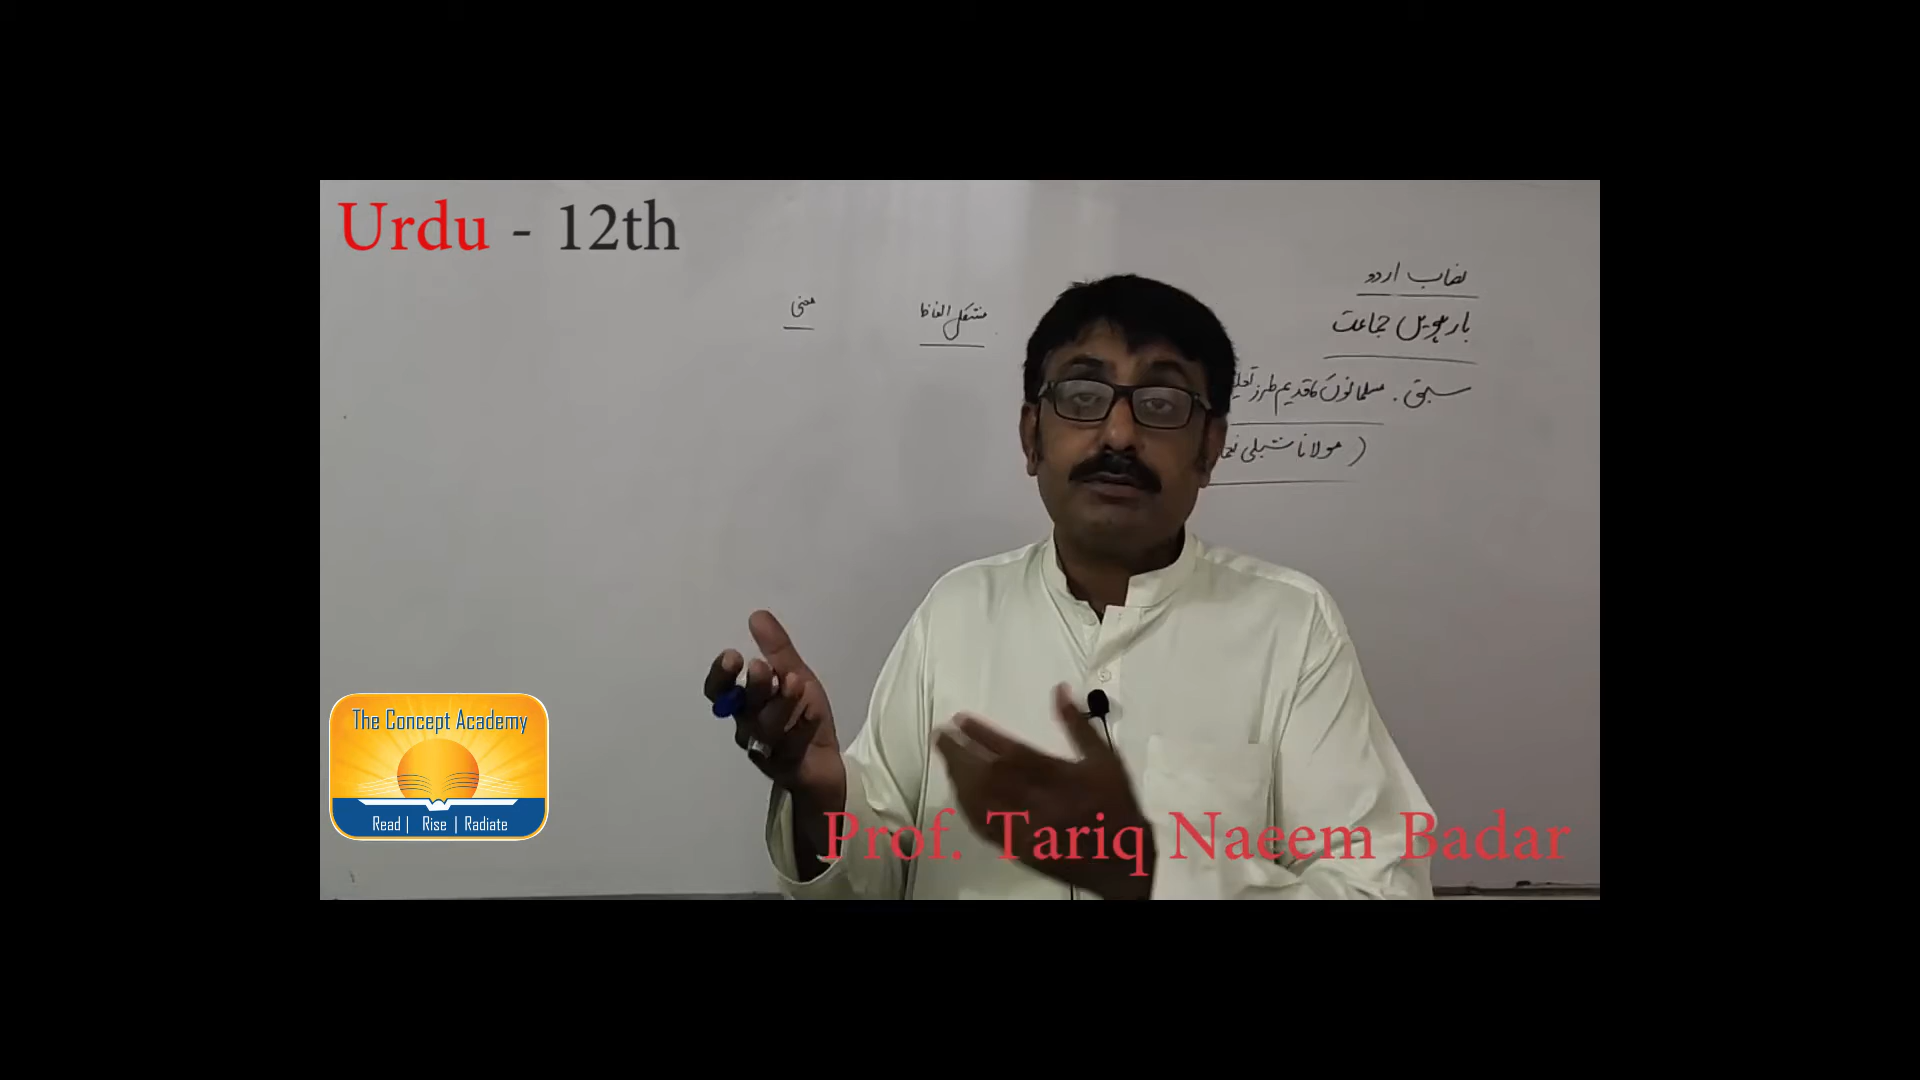 Urdu - 12th
نصاب اردو
بارہویں جماعت
سبق . مسلمانوں کا قدیم طرز
( مولانا شبلی
مشکل الفاظ
معنی
The Concept Academy
Read | Rise | Radiate
Prof. Tariq Naeem Badar